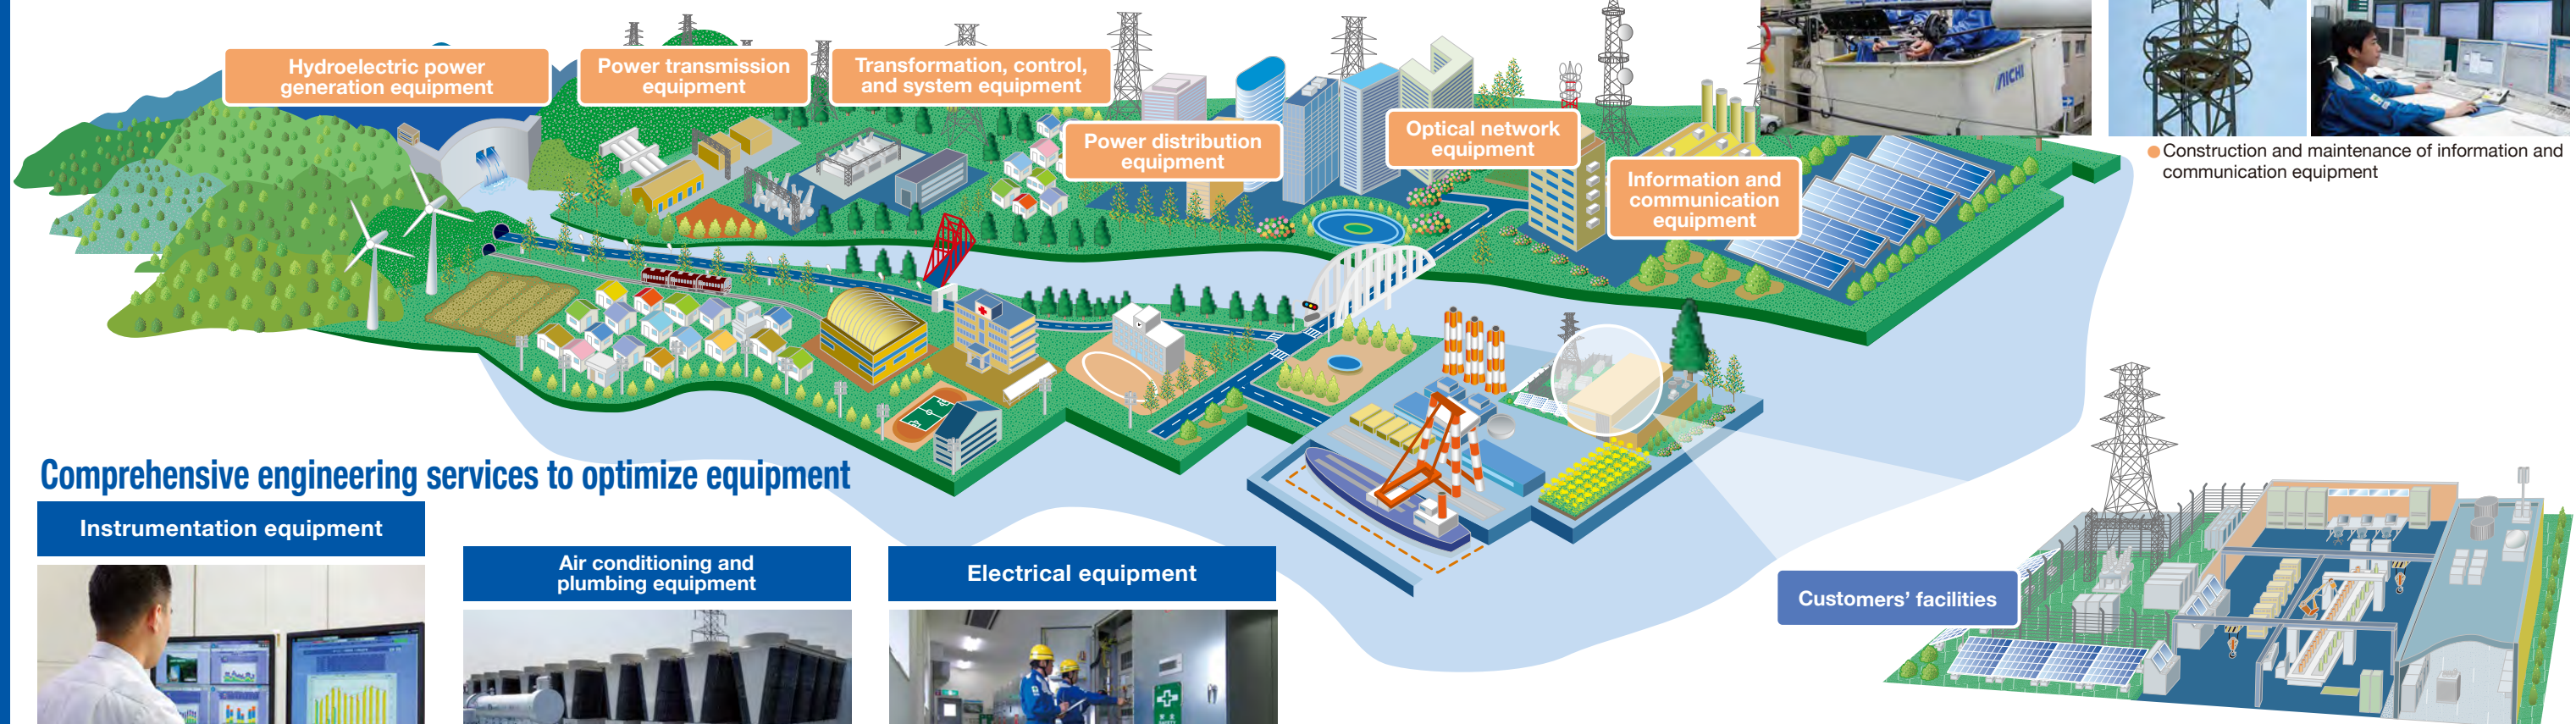 Hydroelectric power
generation equipment
Power transmission
equipment
Transformation, control,
and system equipment
Power distribution
equipment
Optical network
equipment
Information and
communication
equipment
AICHI
Construction and maintenance of information and
communication equipment
Comprehensive engineering services to optimize equipment
Instrumentation equipment
Air conditioning and
plumbing equipment
Electrical equipment
Customers’ facilities